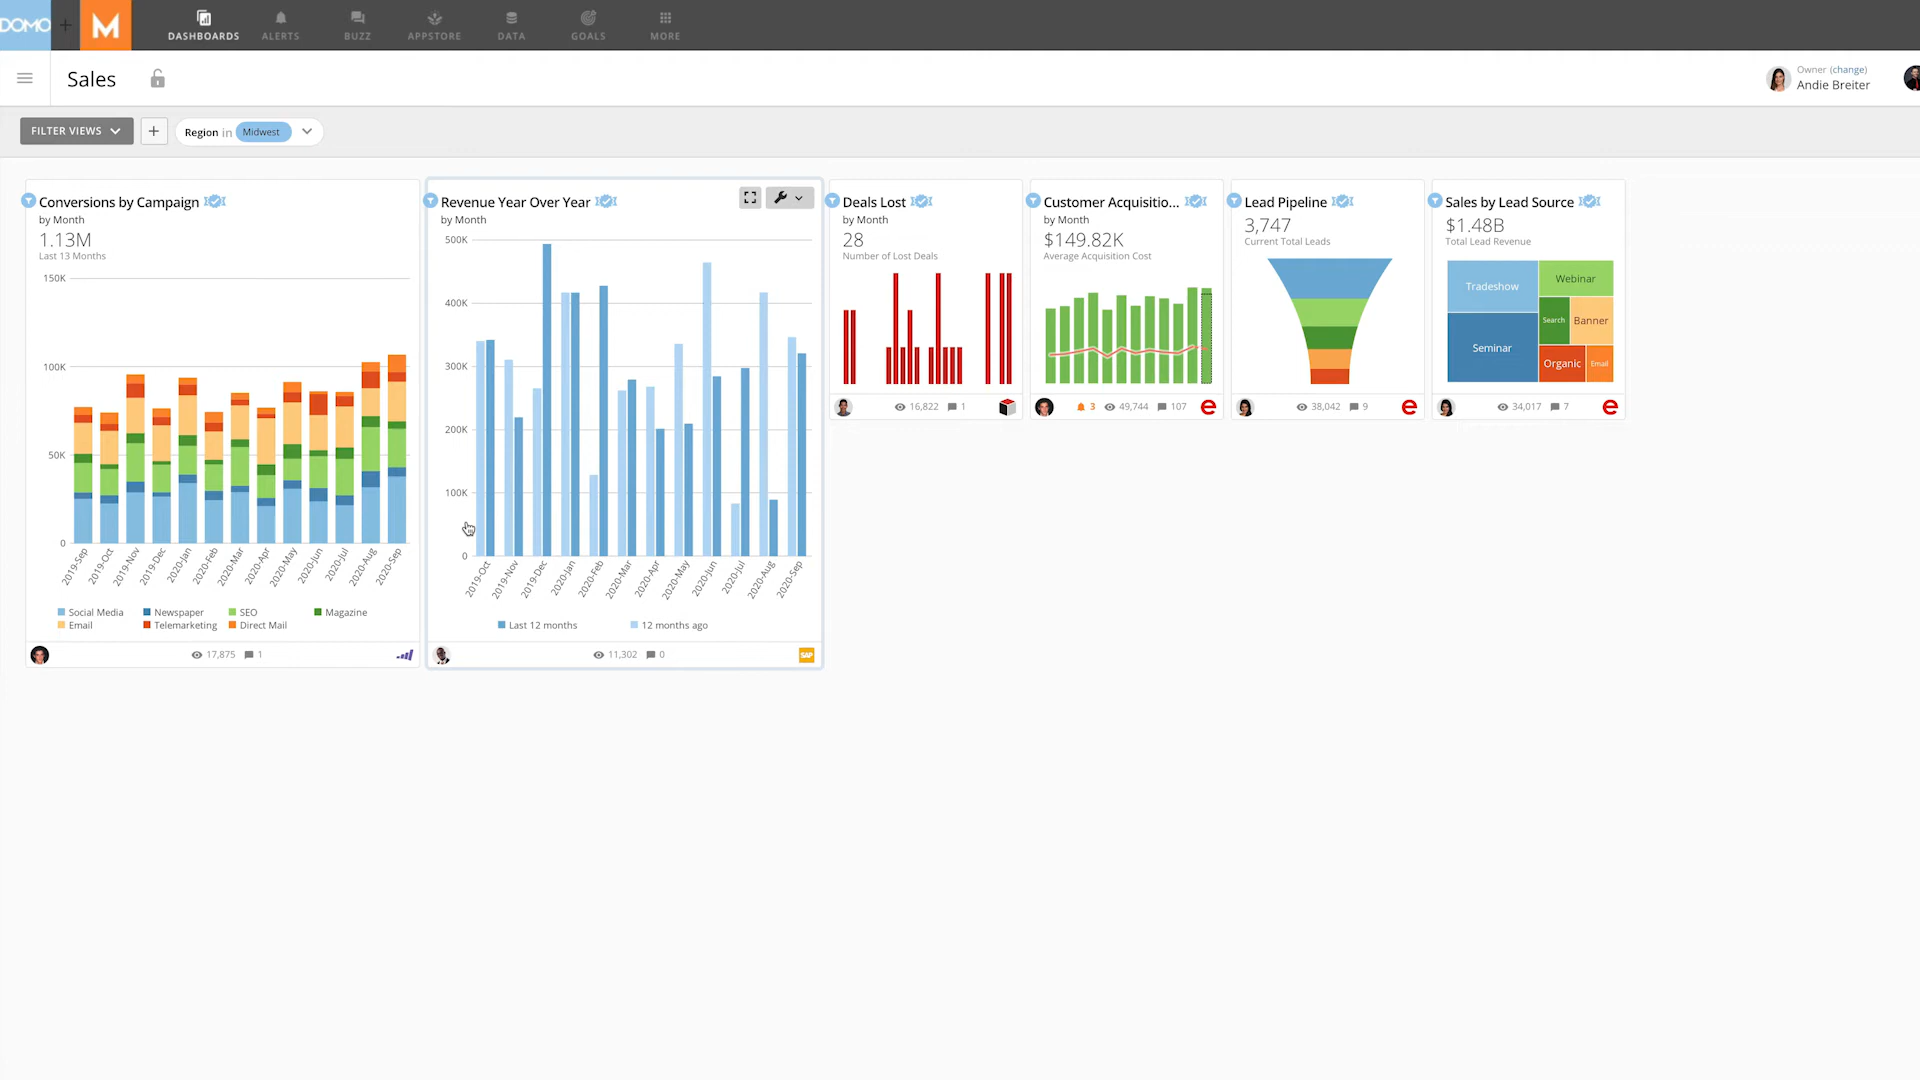 DOMO
M
DASHBOARDS
ALERTS
BUZZ
APPSTORE
DATA
GOALS
MORE
Sales
Owner (change)
Andie Breiter
FILTER VIEWS
+
Region in Midwest
Conversions by Campaign
by Month
1.13M
Last 13 Months
150K
100K
50K
0
2019-Sep
2019-Oct
2019-Nov
2019-Dec
2020-Jan
2020-Feb
2020-Mar
2020-Apr
2020-May
2020-Jun
2020-Jul
2020-Aug
2020-Sep
Social Media
Newspaper
SEO
Magazine
Email
Telemarketing
Direct Mail
17,875
1
Revenue Year Over Year
by Month
500K
400K
300K
200K
100K
0
2019-Oct
2019-Nov
2019-Dec
2020-Jan
2020-Feb
2020-Mar
2020-Apr
2020-May
2020-Jun
2020-Jul
2020-Aug
2020-Sep
Last 12 months
12 months ago
11,302
0
SAP
Deals Lost
by Month
28
Number of Lost Deals
16,822
1
Customer Acquisitio...
by Month
$149.82K
Average Acquisition Cost
3
49,744
107
e
Lead Pipeline
3,747
Current Total Leads
38,042
9
e
Sales by Lead Source
$1.48B
Total Lead Revenue
Tradeshow
Webinar
Search
Banner
Seminar
Organic
Email
34,017
7
e